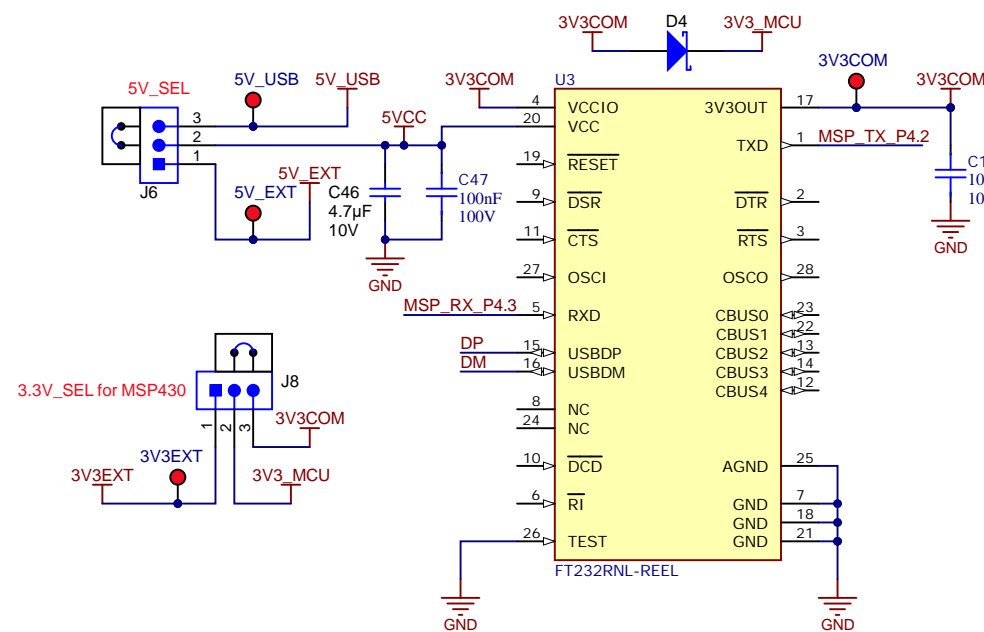 3V3COM
D4
3V3_MCU
5V_SEL
5V_USB
5V_USB
3
2
1
J6
5VCC
5V_EXT
5V_EXT
C46
4.7µF
10V
C47
100nF
100V
GND
3V3COM
U3
4 VCCIO
20 VCC
19 RESET
9 DSR
11 CTS
27 OSCI
MSP_RX_P4.3 5 RXD
DP 15 USBDP
DM 16 USBDM
8 NC
24 NC
10 DCD
6 RI
26 TEST
3V3OUT 17
TXD 1 MSP_TX_P4.2
DTR 2
RTS 3
OSCO 28
CBUS0 23
CBUS1 22
CBUS2 13
CBUS3 14
CBUS4 12
AGND 25
GND 7
GND 18
GND 21
FT232RNL-REEL
3V3COM
3V3COM
C1
10
10
GND
3.3V_SEL for MSP430
J8
1
2
3
3V3COM
3V3EXT
3V3EXT
3V3_MCU
GND
GND